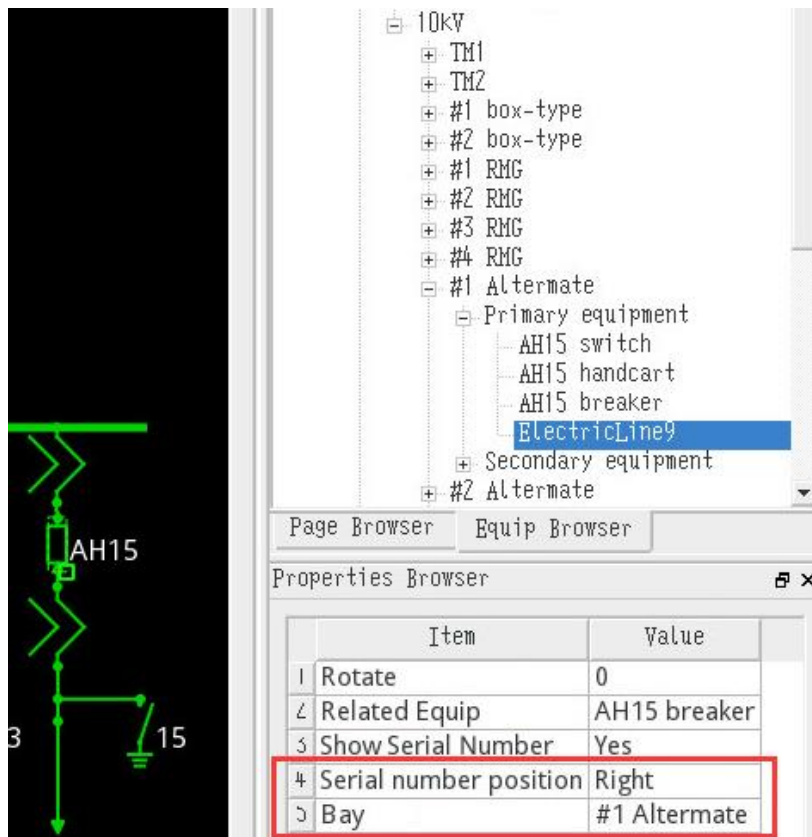 10kV
TM1
TM2
#1 box-type
#2 box-type
#1 RMG
#2 RMG
#3 RMG
#4 RMG
#1 Altermate
Primary equipment
AH15 switch
AH15 handcart
AH15 breaker
ElectricLine9
Secondary equipment
#2 Altermate
Page Browser Equip Browser
Properties Browser
Item Value
1 Rotate 0
2 Related Equip AH15 breaker
3 Show Serial Number Yes
4 Serial number position Right
5 Bay #1 Altermate
AH15
3 15